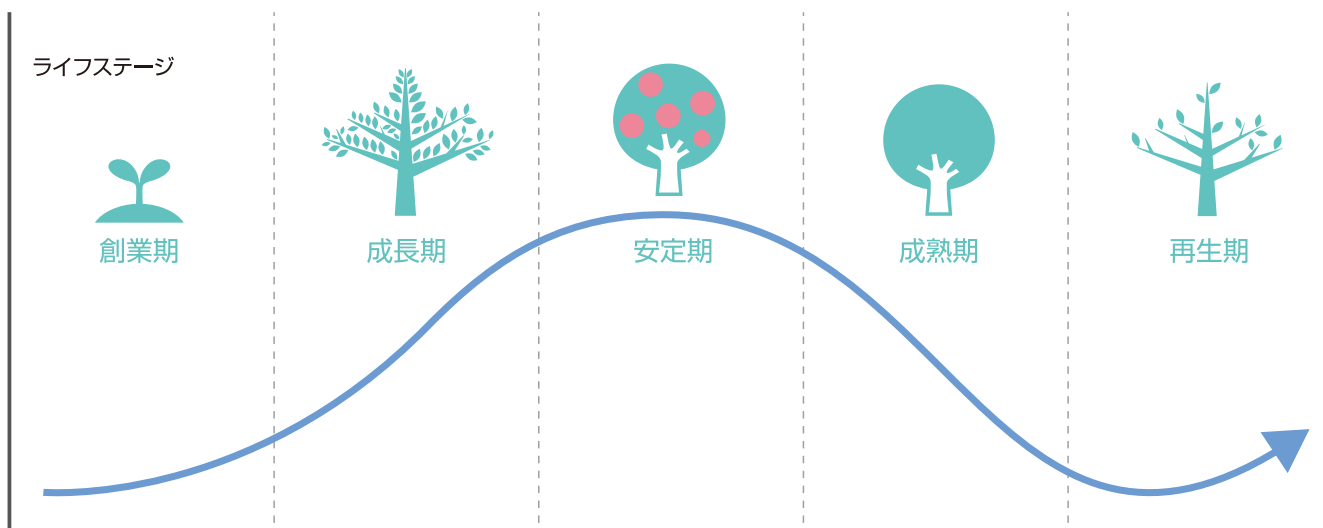 ライフステージ
創業期
成長期
安定期
成熟期
再生期